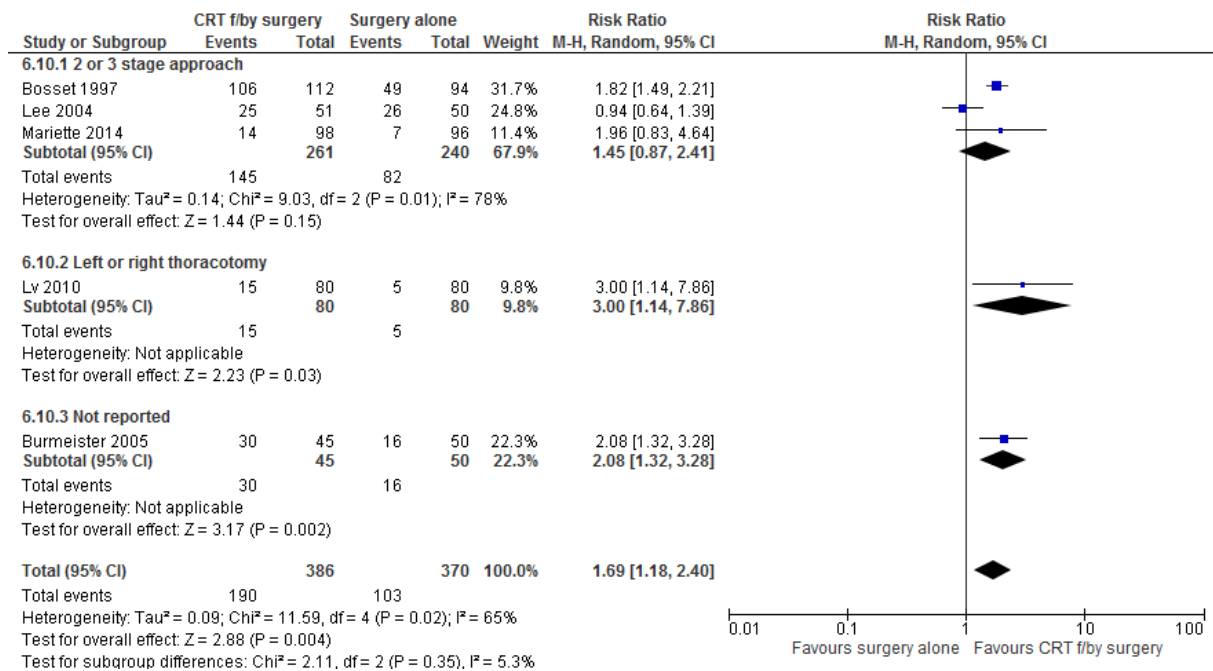 CRT f/by surgery Surgery alone Risk Ratio Risk Ratio
Study or Subgroup Events Total Events Total Weight M-H, Random, 95% CI M-H, Random, 95% CI
6.10.1 2 or 3 stage approach
Bosset 1997 106 112 49 94 31.7% 1.82 [1.49, 2.21]
Lee 2004 25 51 26 50 24.8% 0.94 [0.64, 1.39]
Mariette 2014 14 98 7 96 11.4% 1.96 [0.83, 4.64]
Subtotal (95% CI) 261 240 67.9% 1.45 [0.87, 2.41]
Total events 145 82
Heterogeneity: Tau² = 0.14; Chi² = 9.03, df = 2 (P = 0.01); I² = 78%
Test for overall effect: Z = 1.44 (P = 0.15)
6.10.2 Left or right thoracotomy
Lv 2010 15 80 5 80 9.8% 3.00 [1.14, 7.86]
Subtotal (95% CI) 80 80 9.8% 3.00 [1.14, 7.86]
Total events 15 5
Heterogeneity: Not applicable
Test for overall effect: Z = 2.23 (P = 0.03)
6.10.3 Not reported
Burmeister 2005 30 45 16 50 22.3% 2.08 [1.32, 3.28]
Subtotal (95% CI) 45 50 22.3% 2.08 [1.32, 3.28]
Total events 30 16
Heterogeneity: Not applicable
Test for overall effect: Z = 3.17 (P = 0.002)
Total (95% CI) 386 370 100.0% 1.69 [1.18, 2.40]
Total events 190 103
Heterogeneity: Tau² = 0.09; Chi² = 11.59, df = 4 (P = 0.02); I² = 65%
Test for overall effect: Z = 2.88 (P = 0.004)
Test for subgroup differences: Chi² = 2.11, df = 2 (P = 0.35), I² = 5.3%
0.01 0.1 1 10 100
Favours surgery alone Favours CRT f/by surgery